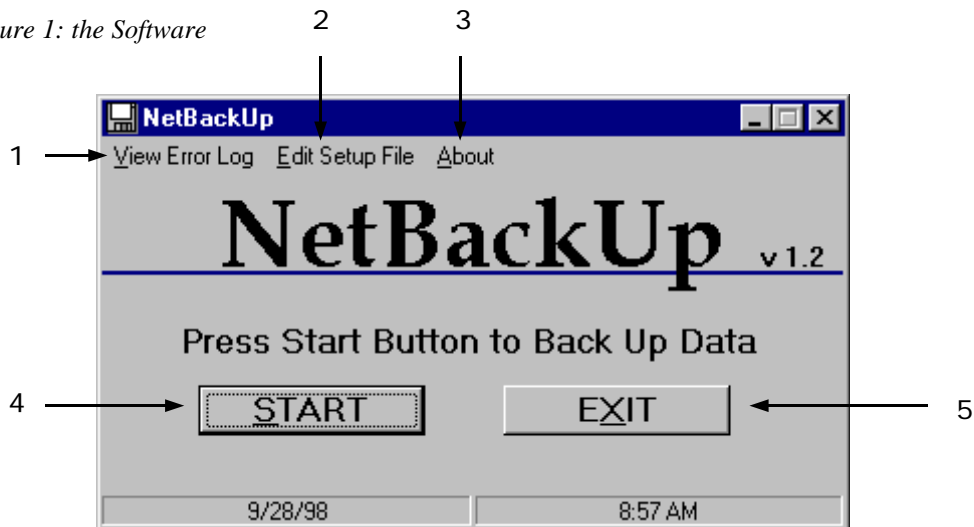 2 3
ure 1: the Software
NetBackUp
1
View Error Log Edit Setup File About
NetBackUp v 1.2
Press Start Button to Back Up Data
4 START EXIT 5
9/28/98 8:57 AM